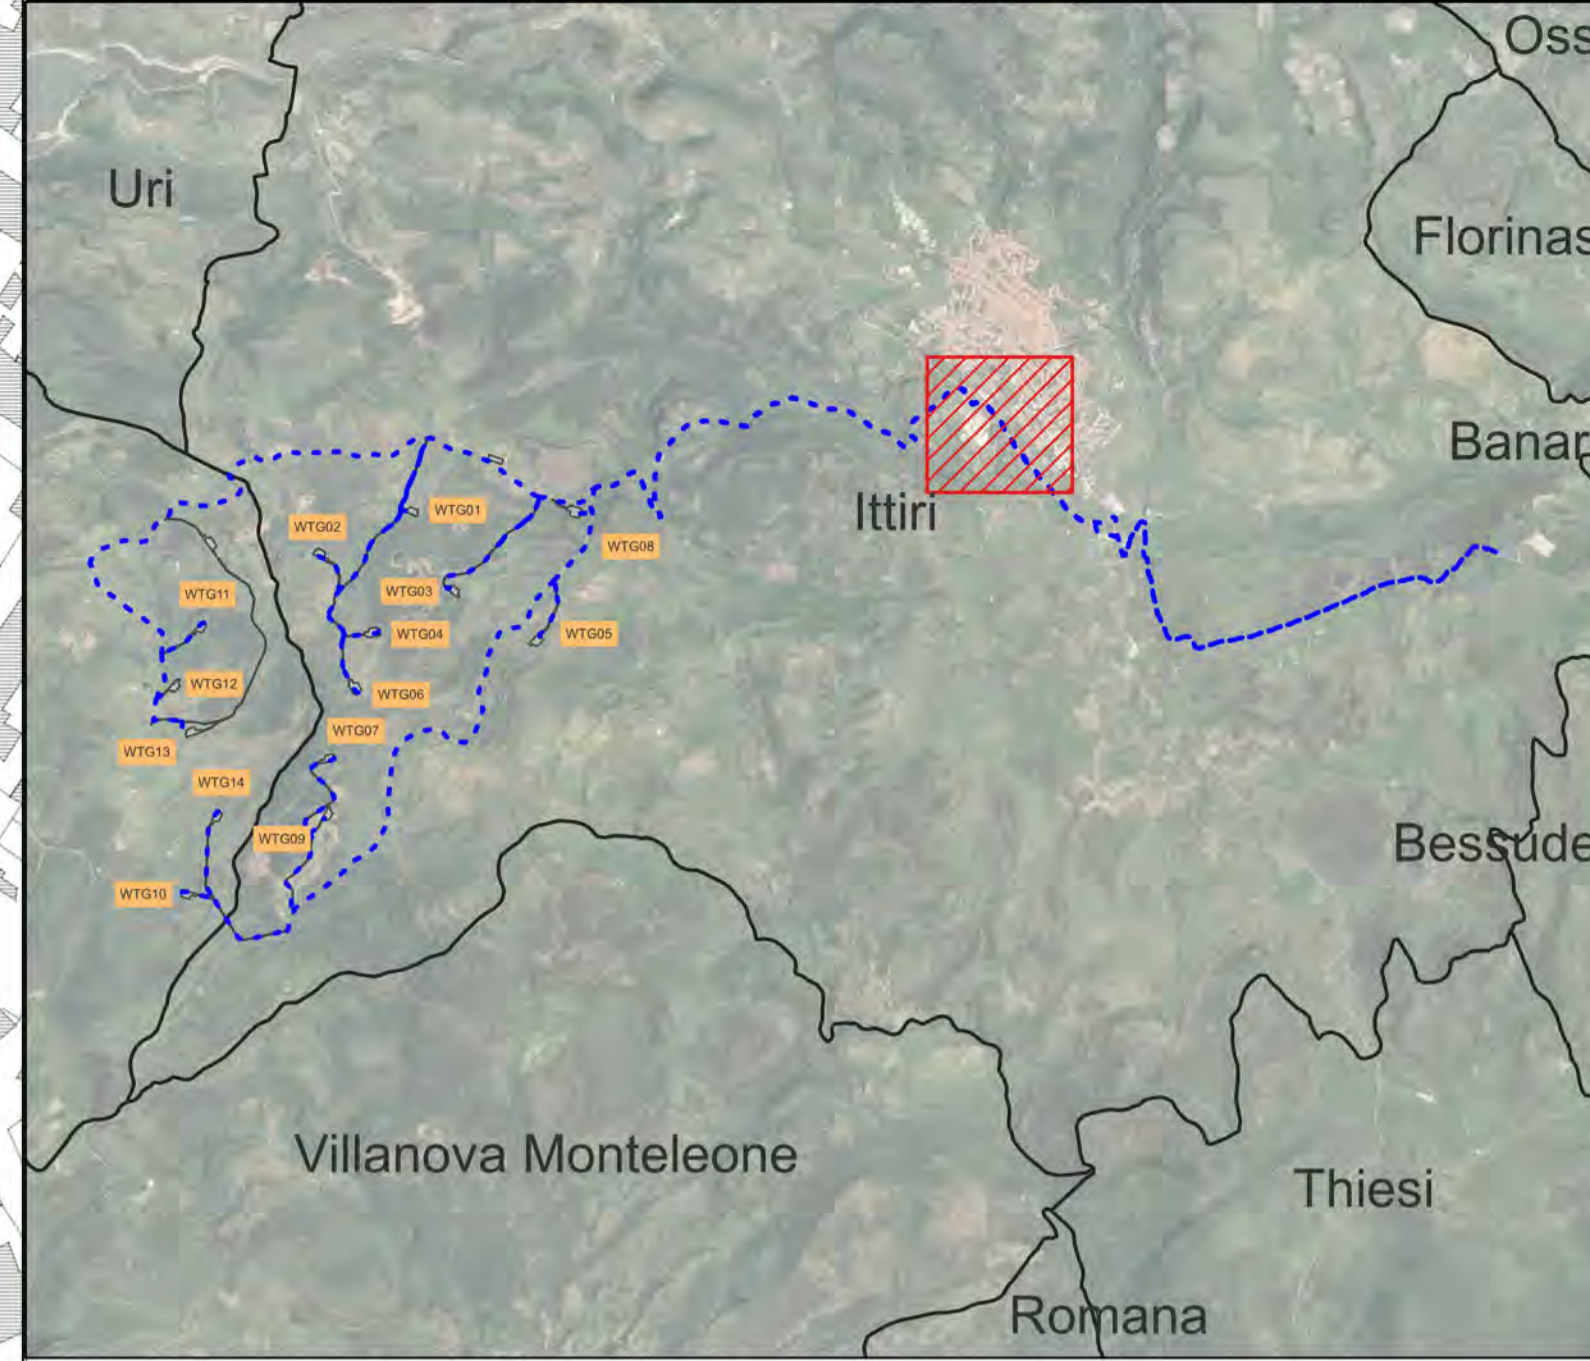 Oss
Uri
Florinas
Banar
Ittiri
WTG01
WTG02
WTG08
WTG03
WTG11
WTG04
WTG05
WTG12
WTG06
WTG07
WTG13
WTG14
WTG09
Bessude
WTG10
Villanova Monteleone
Thiesi
Romana